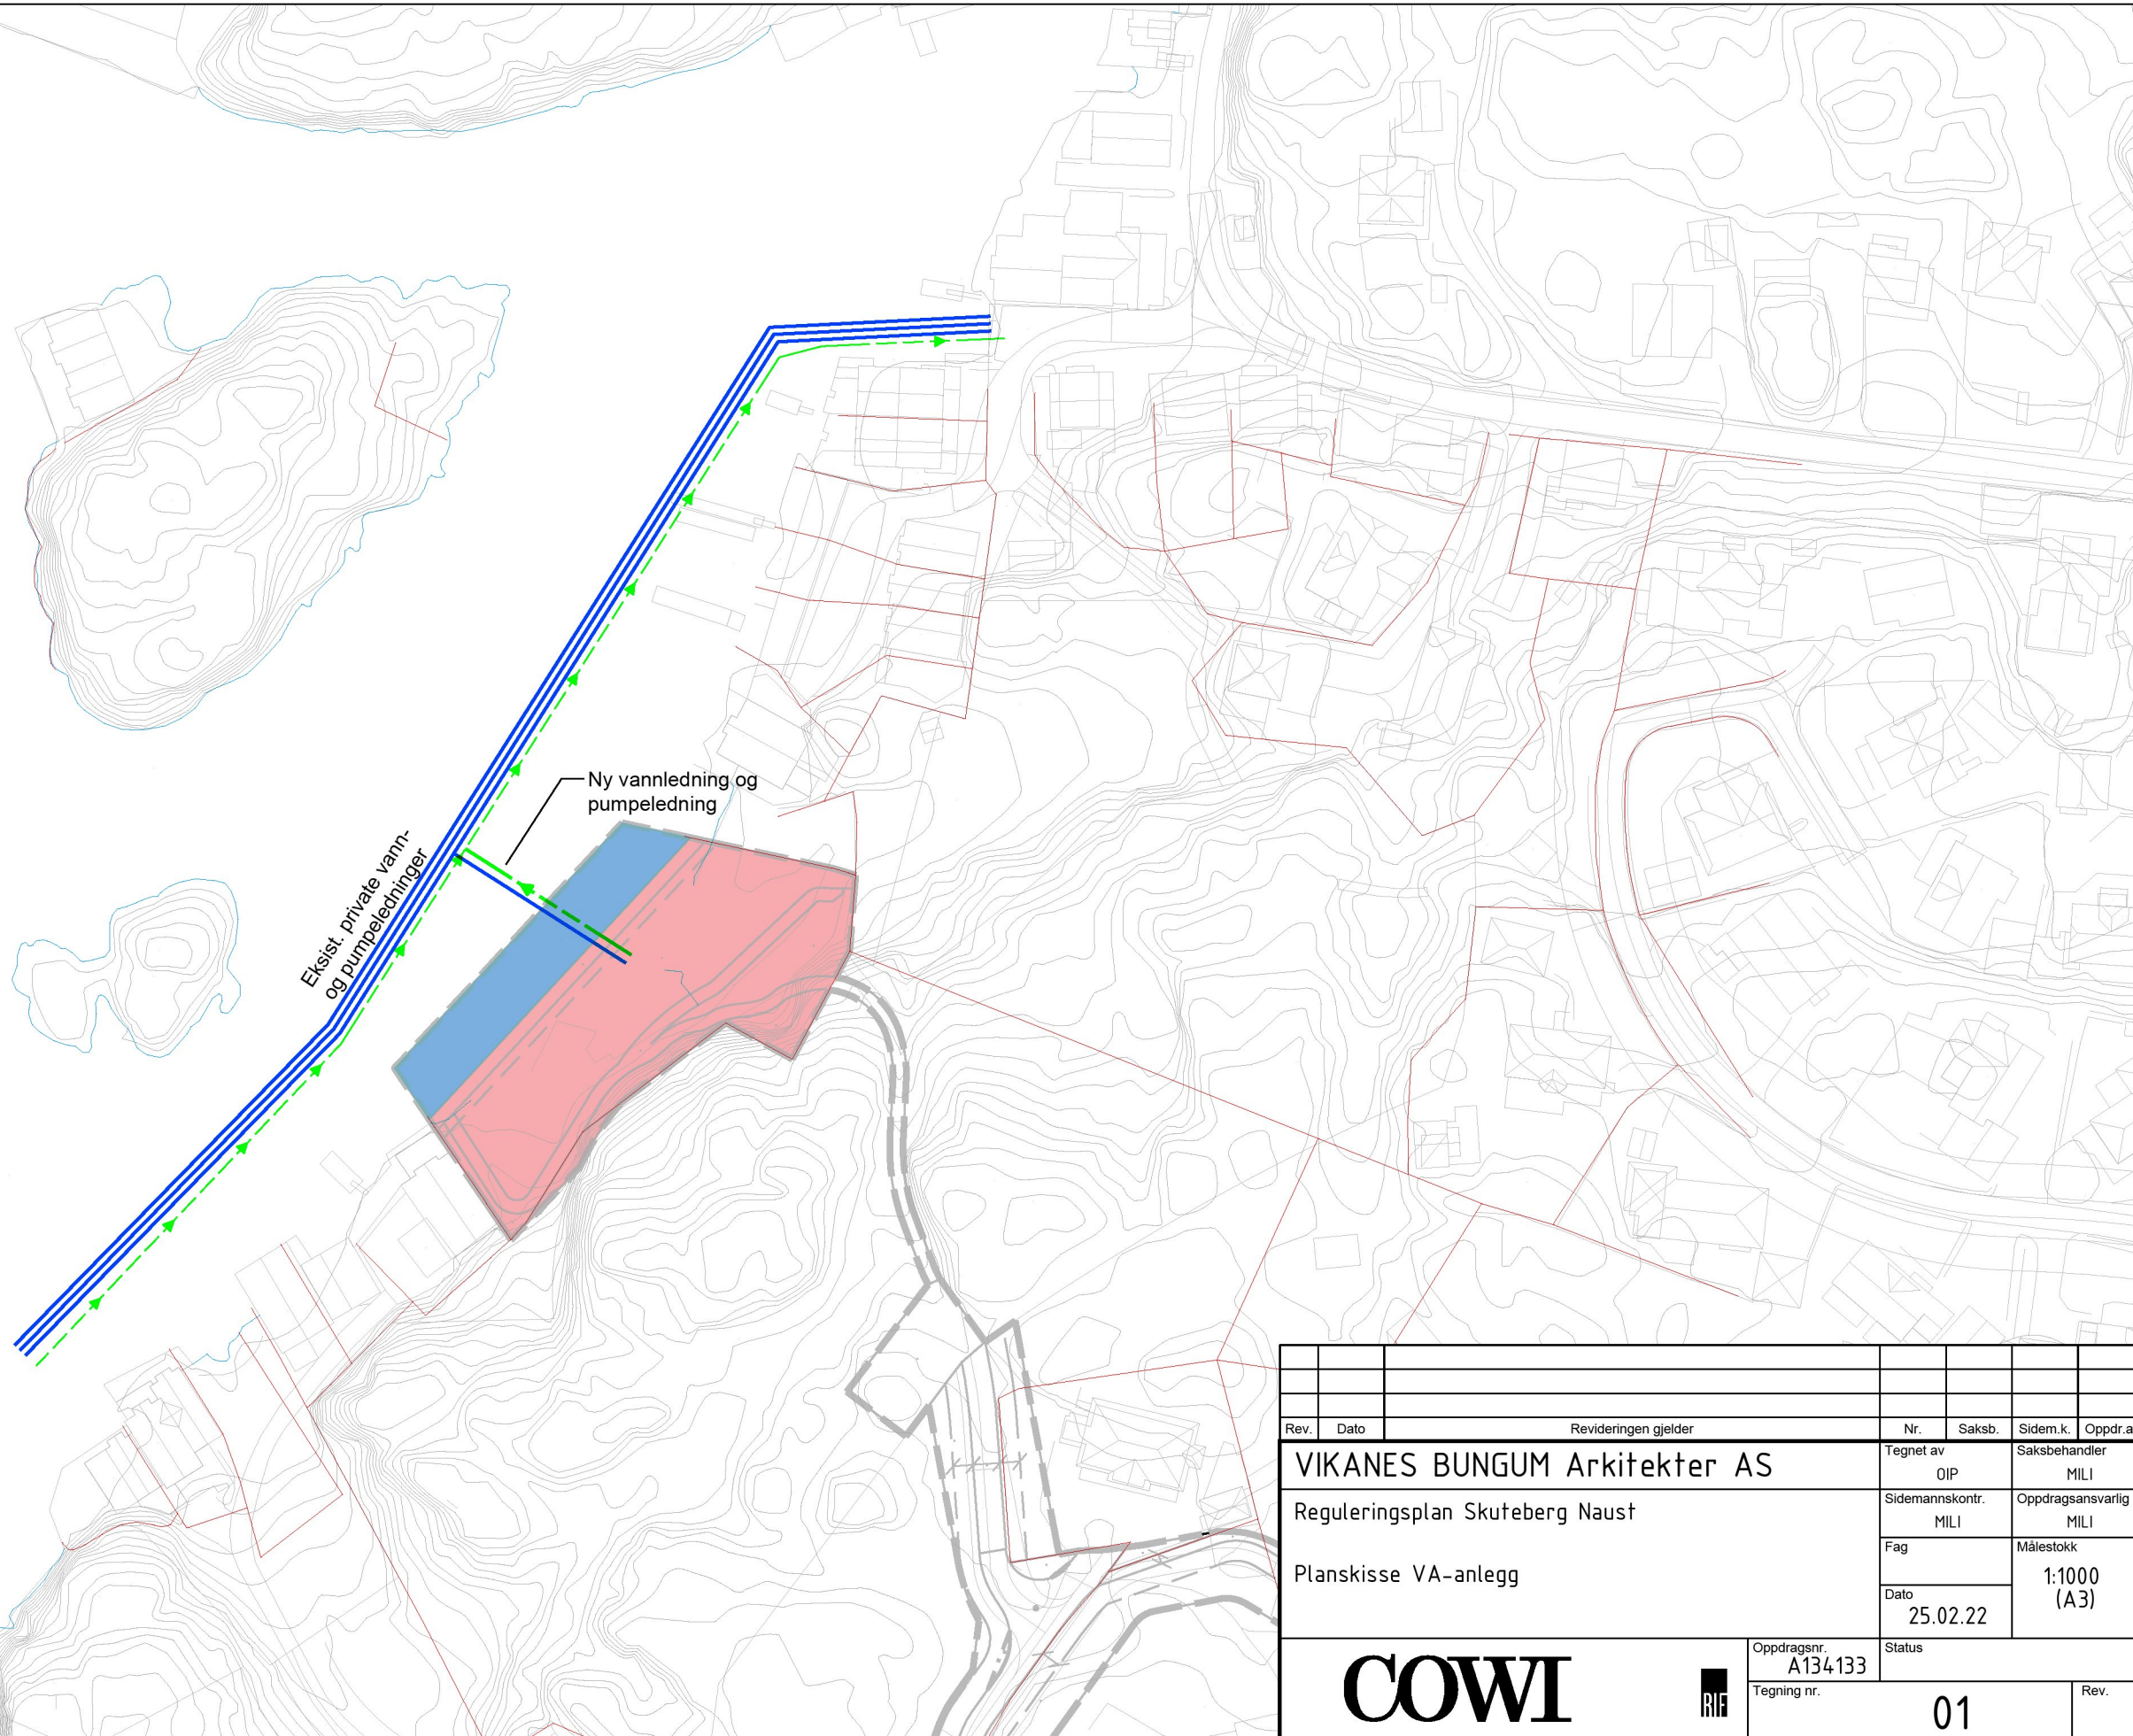 Ny vannledning og
pumpeledning
Eksist. private vann-
og pumpeledninger
Rev. Dato Revideringen gjelder Nr. Saksb. Sidem.k. Oppdr.a
VIKANES BUNGUM Arkitekter AS
Tegnet av
OIP
Saksbehandler
MILI
Reguleringsplan Skuteberg Naust
Sidemannskontr.
MILI
Oppdragsansvarlig
MILI
Planskisse VA-anlegg
Fag
Målestokk
1:1000
(A3)
Dato
25.02.22
COWI
RIF
Oppdragsnr.
A134133
Status
Tegning nr.
01
Rev.